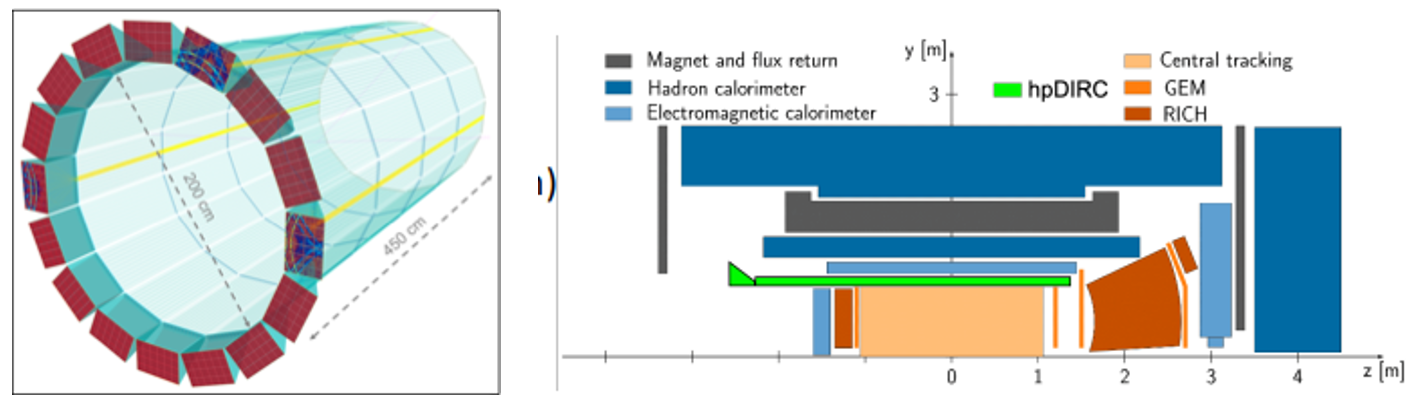 200 cm
450 cm
)
Magnet and flux return
Hadron calorimeter
Electromagnetic calorimeter
y [m]
3
hpDIRC
Central tracking
GEM
RICH
0
1
2
3
4
z [m]